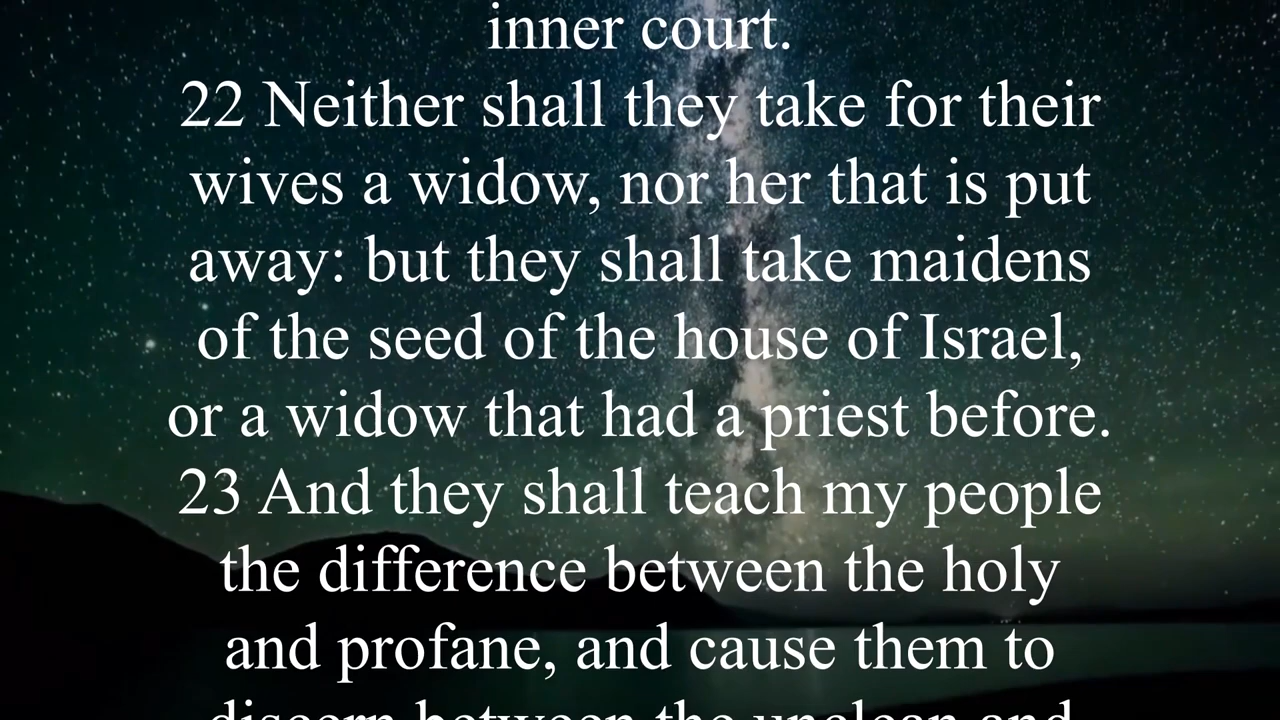 inner court.
22 Neither shall they take for their
wives a widow, nor her that is put
away: but they shall take maidens
of the seed of the house of Israel,
or a widow that had a priest before.
23 And they shall teach my people
the difference between the holy
and profane, and cause them to
discern between the unclean and